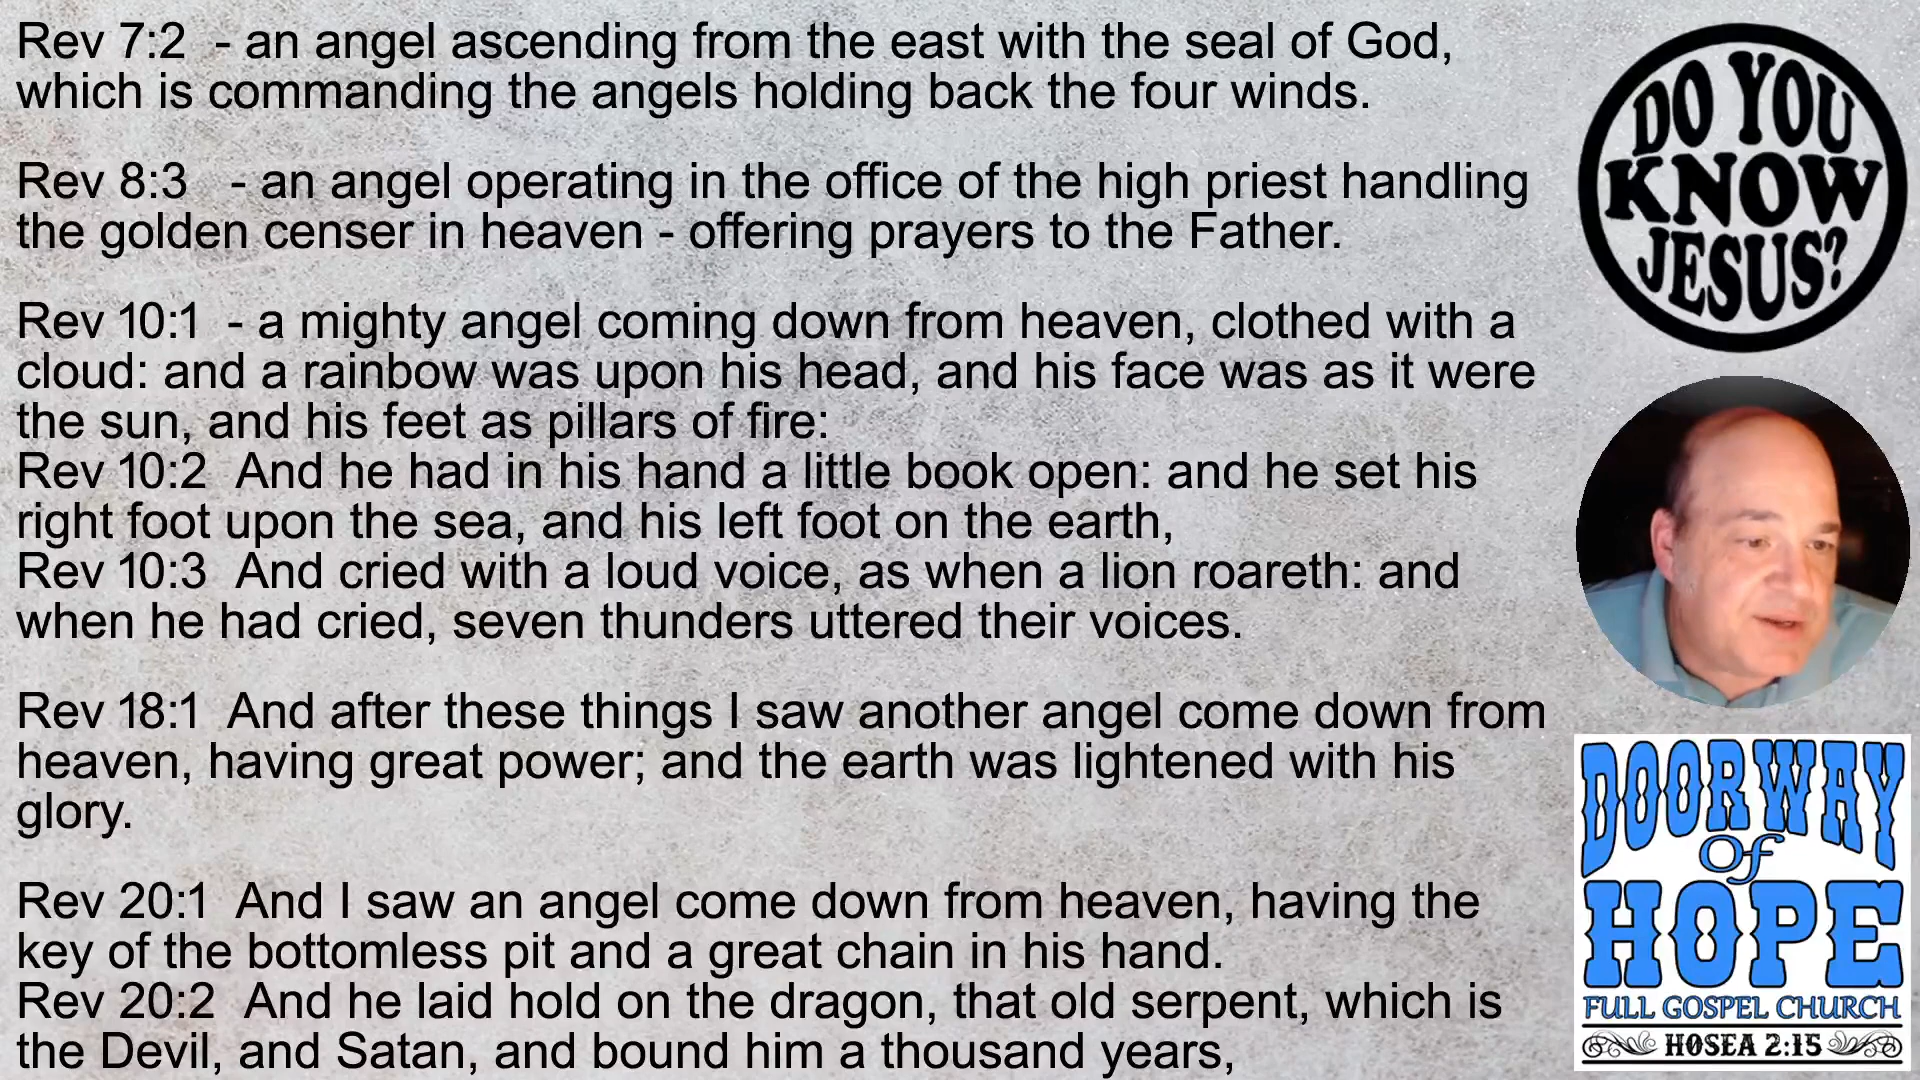 Rev 7:2  - an angel ascending from the east with the seal of God,
which is commanding the angels holding back the four winds.
Rev 8:3   - an angel operating in the office of the high priest handling
the golden censer in heaven - offering prayers to the Father.
Rev 10:1  - a mighty angel coming down from heaven, clothed with a
cloud: and a rainbow was upon his head, and his face was as it were
the sun, and his feet as pillars of fire:
Rev 10:2  And he had in his hand a little book open: and he set his
right foot upon the sea, and his left foot on the earth,
Rev 10:3  And cried with a loud voice, as when a lion roareth: and
when he had cried, seven thunders uttered their voices.
Rev 18:1  And after these things I saw another angel come down from
heaven, having great power; and the earth was lightened with his
glory.
Rev 20:1  And I saw an angel come down from heaven, having the
key of the bottomless pit and a great chain in his hand.
Rev 20:2  And he laid hold on the dragon, that old serpent, which is
the Devil, and Satan, and bound him a thousand years,
DO YOU
KNOW
JESUS?
DOORWAY
Of
HOPE
FULL GOSPEL CHURCH
HOSEA 2:15